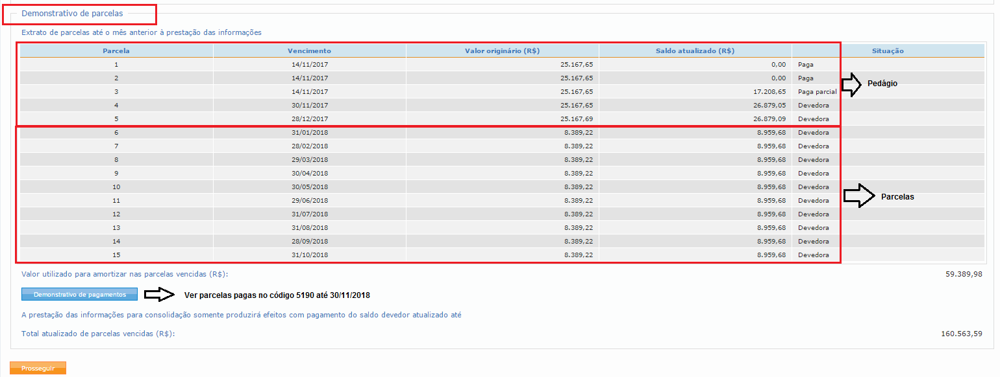 Demonstrativo de parcelas
Extrato de parcelas até o mês anterior à prestação das informações
Parcela Vencimento Valor originário (R$) Saldo atualizado (R$) Situação
1 14/11/2017 25.167,65 0,00 Paga
2 14/11/2017 25.167,65 0,00 Paga
Pedágio
3 14/11/2017 25.167,65 17.208,65 Paga parcial
4 30/11/2017 25.167,65 26.879,05 Devedora
5 28/12/2017 25.167,69 26.879,09 Devedora
6 31/01/2018 8.389,22 8.959,68 Devedora
7 28/02/2018 8.389,22 8.959,68 Devedora
8 29/03/2018 8.389,22 8.959,68 Devedora
9 30/04/2018 8.389,22 8.959,68 Devedora
10 30/05/2018 8.389,22 8.959,68 Devedora
Parcelas
11 29/06/2018 8.389,22 8.959,68 Devedora
12 31/07/2018 8.389,22 8.959,68 Devedora
13 31/08/2018 8.389,22 8.959,68 Devedora
14 28/09/2018 8.389,22 8.959,68 Devedora
15 31/10/2018 8.389,22 8.959,68 Devedora
Valor utilizado para amortizar nas parcelas vencidas (R$): 59.389,98
Demonstrativo de pagamentos Ver parcelas pagas no código 5190 até 30/11/2018
A prestação das informações para consolidação somente produzirá efeitos com pagamento do saldo devedor atualizado até
Total atualizado de parcelas vencidas (R$): 160.563,59
Prosseguir